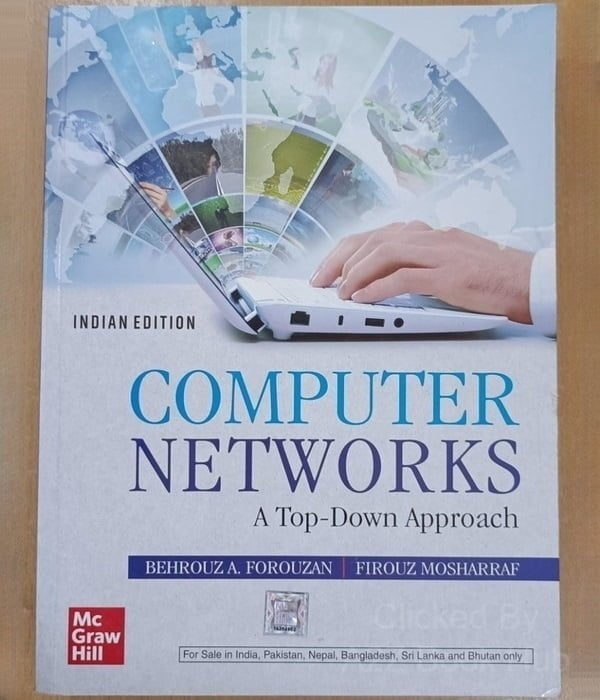 INDIAN EDITION
COMPUTER
NETWORKS
A Top-Down Approach
BEHROUZ A. FOROUZAN | FIROUZ MOSHARRAF
Mc
Graw
Hill
Clicked By
For Sale in India, Pakistan, Nepal, Bangladesh, Sri Lanka and Bhutan only